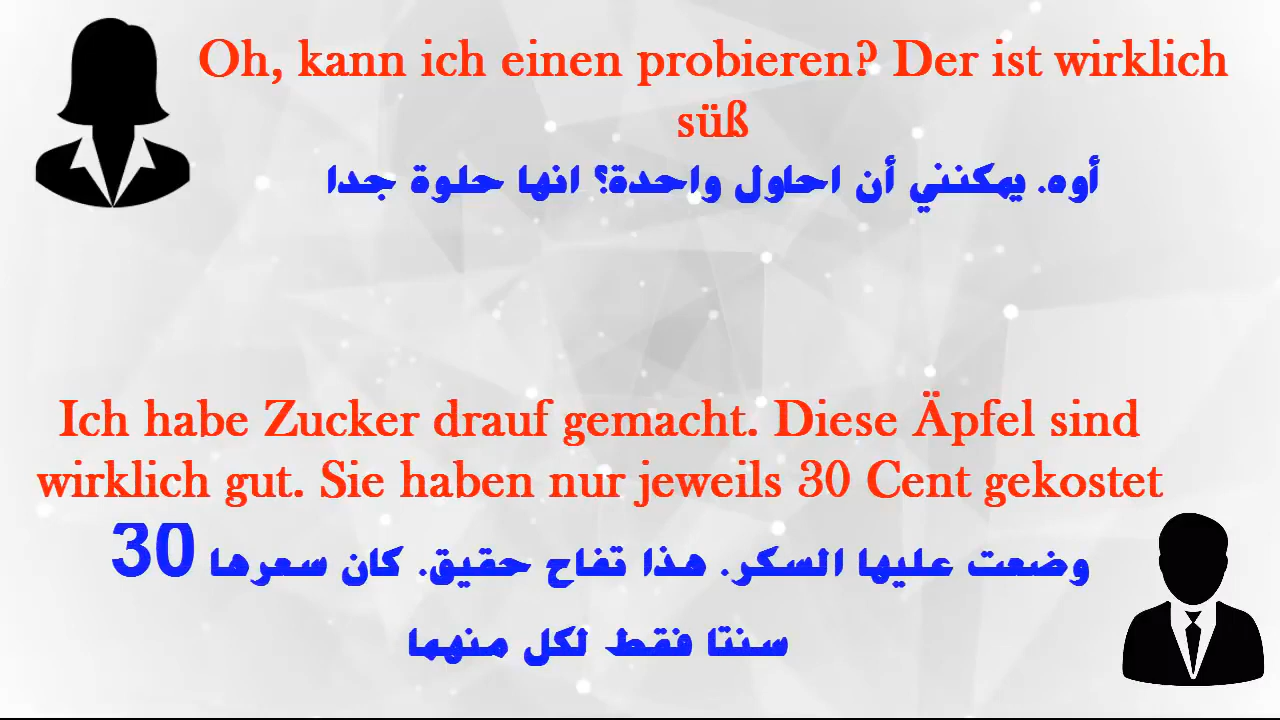 Oh, kann ich einen probieren? Der ist wirklich
süß
أوه. يمكنني أن احاول واحدة؟ انها حلوة جدا
Ich habe Zucker drauf gemacht. Diese Äpfel sind
wirklich gut. Sie haben nur jeweils 30 Cent gekostet
وضعت عليها السكر. هذا تفاح حقيق. كان سعرها 30
سنتا فقط لكل منهما